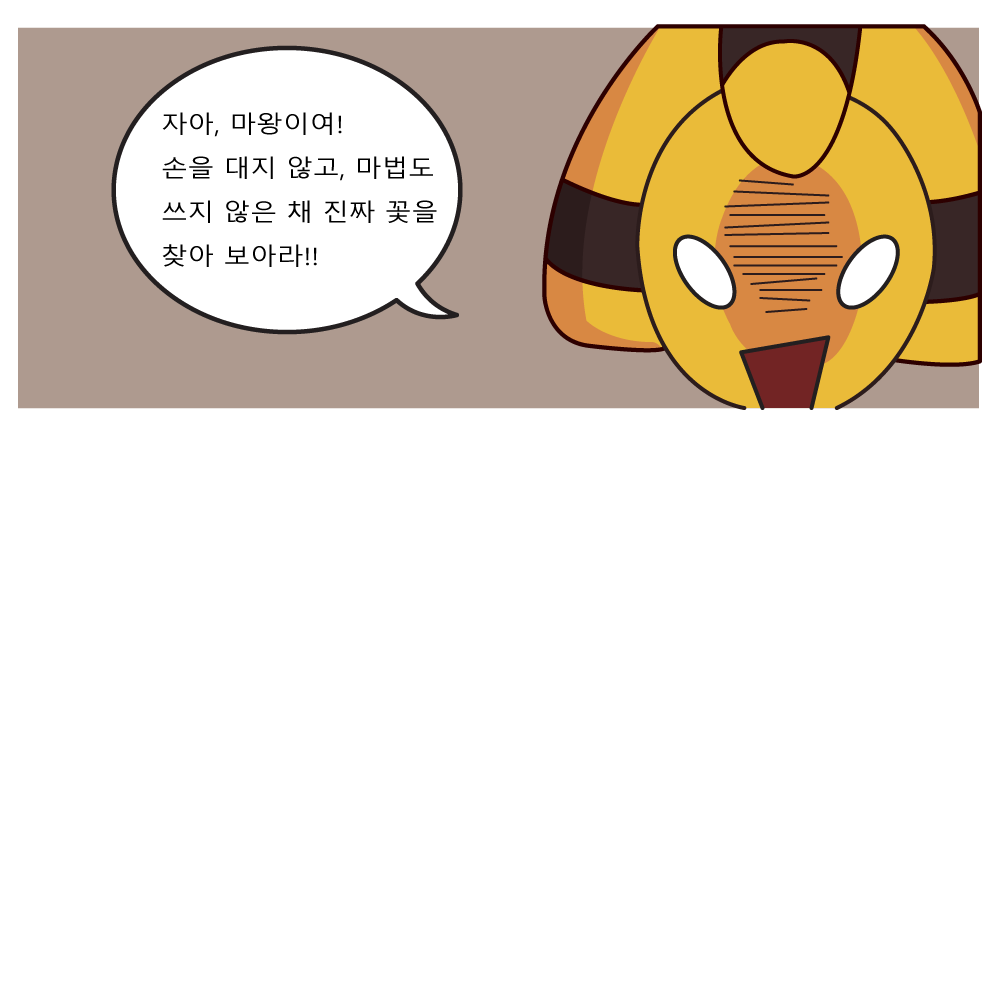 자아, 마왕이여!
손을 대지 않고, 마법도
쓰지 않은 채 진짜 꽃을
찾아 보아라!!